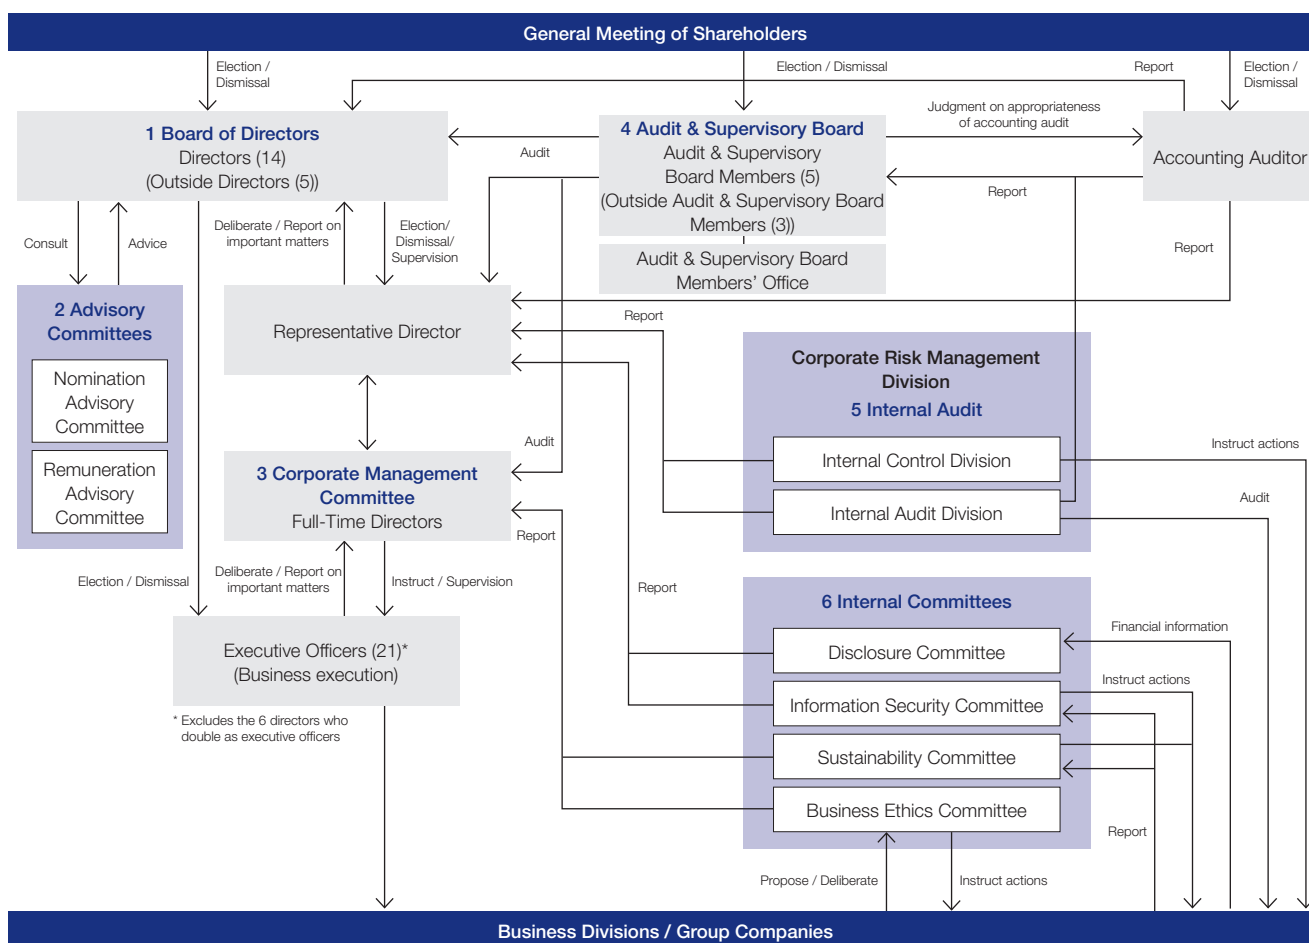 General Meeting of Shareholders
Election /
Dismissal
Election / Dismissal
Report
Election /
Dismissal
1 Board of Directors
Directors (14)
(Outside Directors (5))
Audit
4 Audit & Supervisory Board
Audit & Supervisory
Board Members (5)
(Outside Audit & Supervisory Board
Members (3))
Judgment on appropriateness
of accounting audit
Accounting Auditor
Report
Consult
Advice
Deliberate / Report on
important matters
Election/
Dismissal/
Supervision
Audit & Supervisory Board
Members' Office
Report
2 Advisory
Committees
Nomination
Advisory
Committee
Remuneration
Advisory
Committee
Representative Director
Report
Corporate Risk Management
Division
5 Internal Audit
Internal Control Division
Internal Audit Division
Instruct actions
Audit
Audit
3 Corporate Management
Committee
Full-Time Directors
Report
Election / Dismissal
Deliberate / Report on
important matters
Instruct / Supervision
Report
6 Internal Committees
Disclosure Committee
Information Security Committee
Sustainability Committee
Business Ethics Committee
Financial information
Instruct actions
Executive Officers (21)*
(Business execution)
* Excludes the 6 directors who
double as executive officers
Report
Propose / Deliberate
Instruct actions
Business Divisions / Group Companies